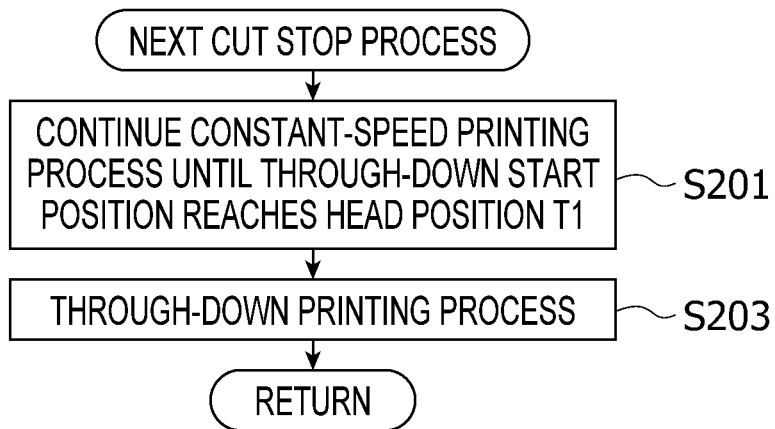 NEXT CUT STOP PROCESS
CONTINUE CONSTANT-SPEED PRINTING
PROCESS UNTIL THROUGH-DOWN START
POSITION REACHES HEAD POSITION T1
S201
THROUGH-DOWN PRINTING PROCESS
S203
RETURN